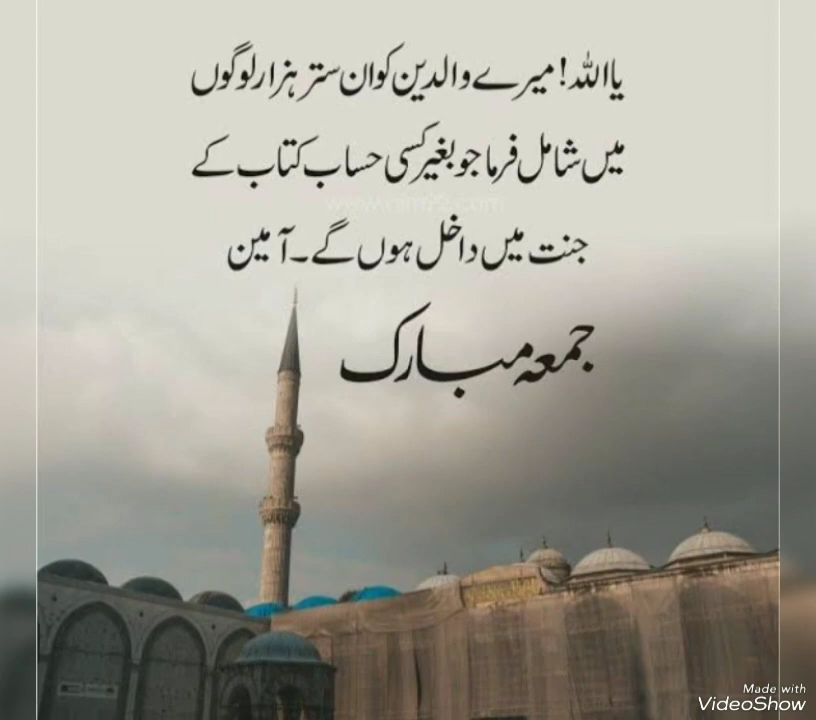 یااللہ! میرے والدین کو ان ستر ہزار لوگوں
میں شامل فرما جو بغیر کسی حساب کتاب کے
جنت میں داخل ہوں گے۔ آمین
جمعہ مبارک
Made with
VideoShow